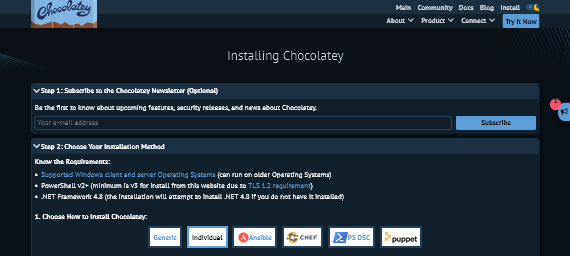 Chocolatey
Main Community Docs Blog Install
About Product Connect Try It Now
Installing Chocolatey
Step 1: Subscribe to the Chocolatey Newsletter (Optional)
Be the first to know about upcoming features, security releases, and news about Chocolatey.
Your e-mail address
Subscribe
Step 2: Choose Your Installation Method
Know the Requirements:
Supported Windows client and server Operating Systems (can run on older Operating Systems)
PowerShell v2+ (minimum is v3 for install from this website due to TLS 1.2 requirement)
.NET Framework 4.8 (the installation will attempt to install .NET 4.8 if you do not have it installed)
1. Choose How to Install Chocolatey:
Generic Individual Ansible CHEF PS DSC puppet